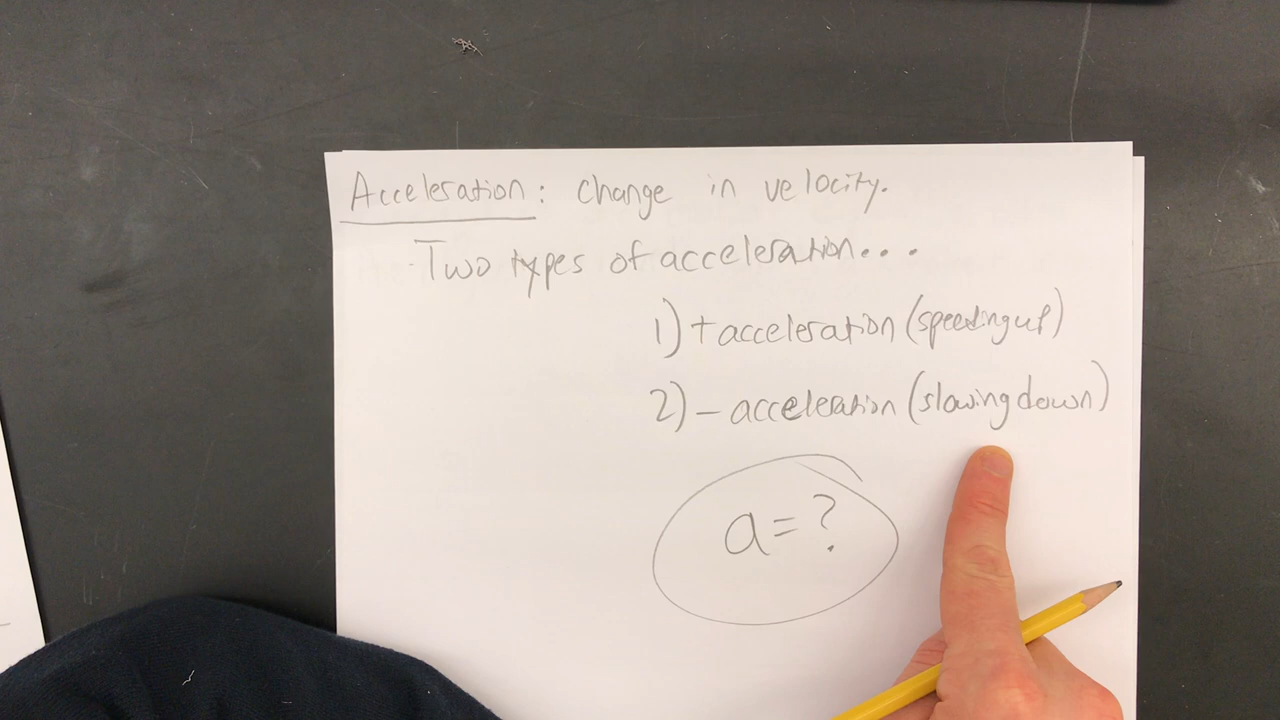 Acceleration: change in velocity.
Two types of acceleration...
1) + acceleration (speeding up)
2) - acceleration (slowing down)
a = ?